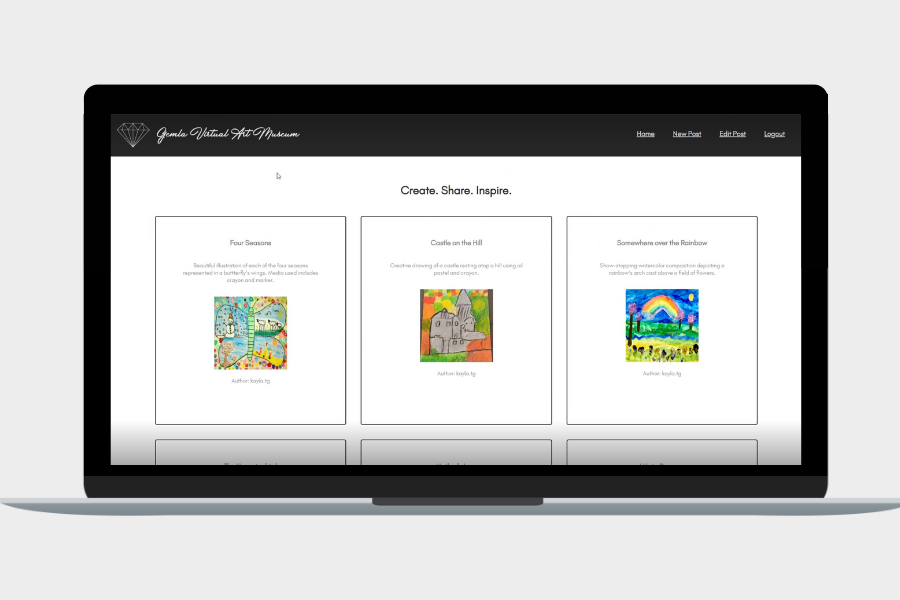 Gemla Virtual Art Museum
Home New Post Edit Post Logout
Create. Share. Inspire.
Four Seasons
Beautiful illustration of each of the four seasons
represented in a butterfly's wings. Media used includes
crayon and marker.
Author: kayla.tg
Castle on the Hill
Creative drawing of a castle resting atop a hill using oil
pastel and crayon.
Author: kayla.tg
Somewhere over the Rainbow
Show-stopping watercolor composition depicting a
rainbow's arch cast above a field of flowers.
Author: kayla.tg